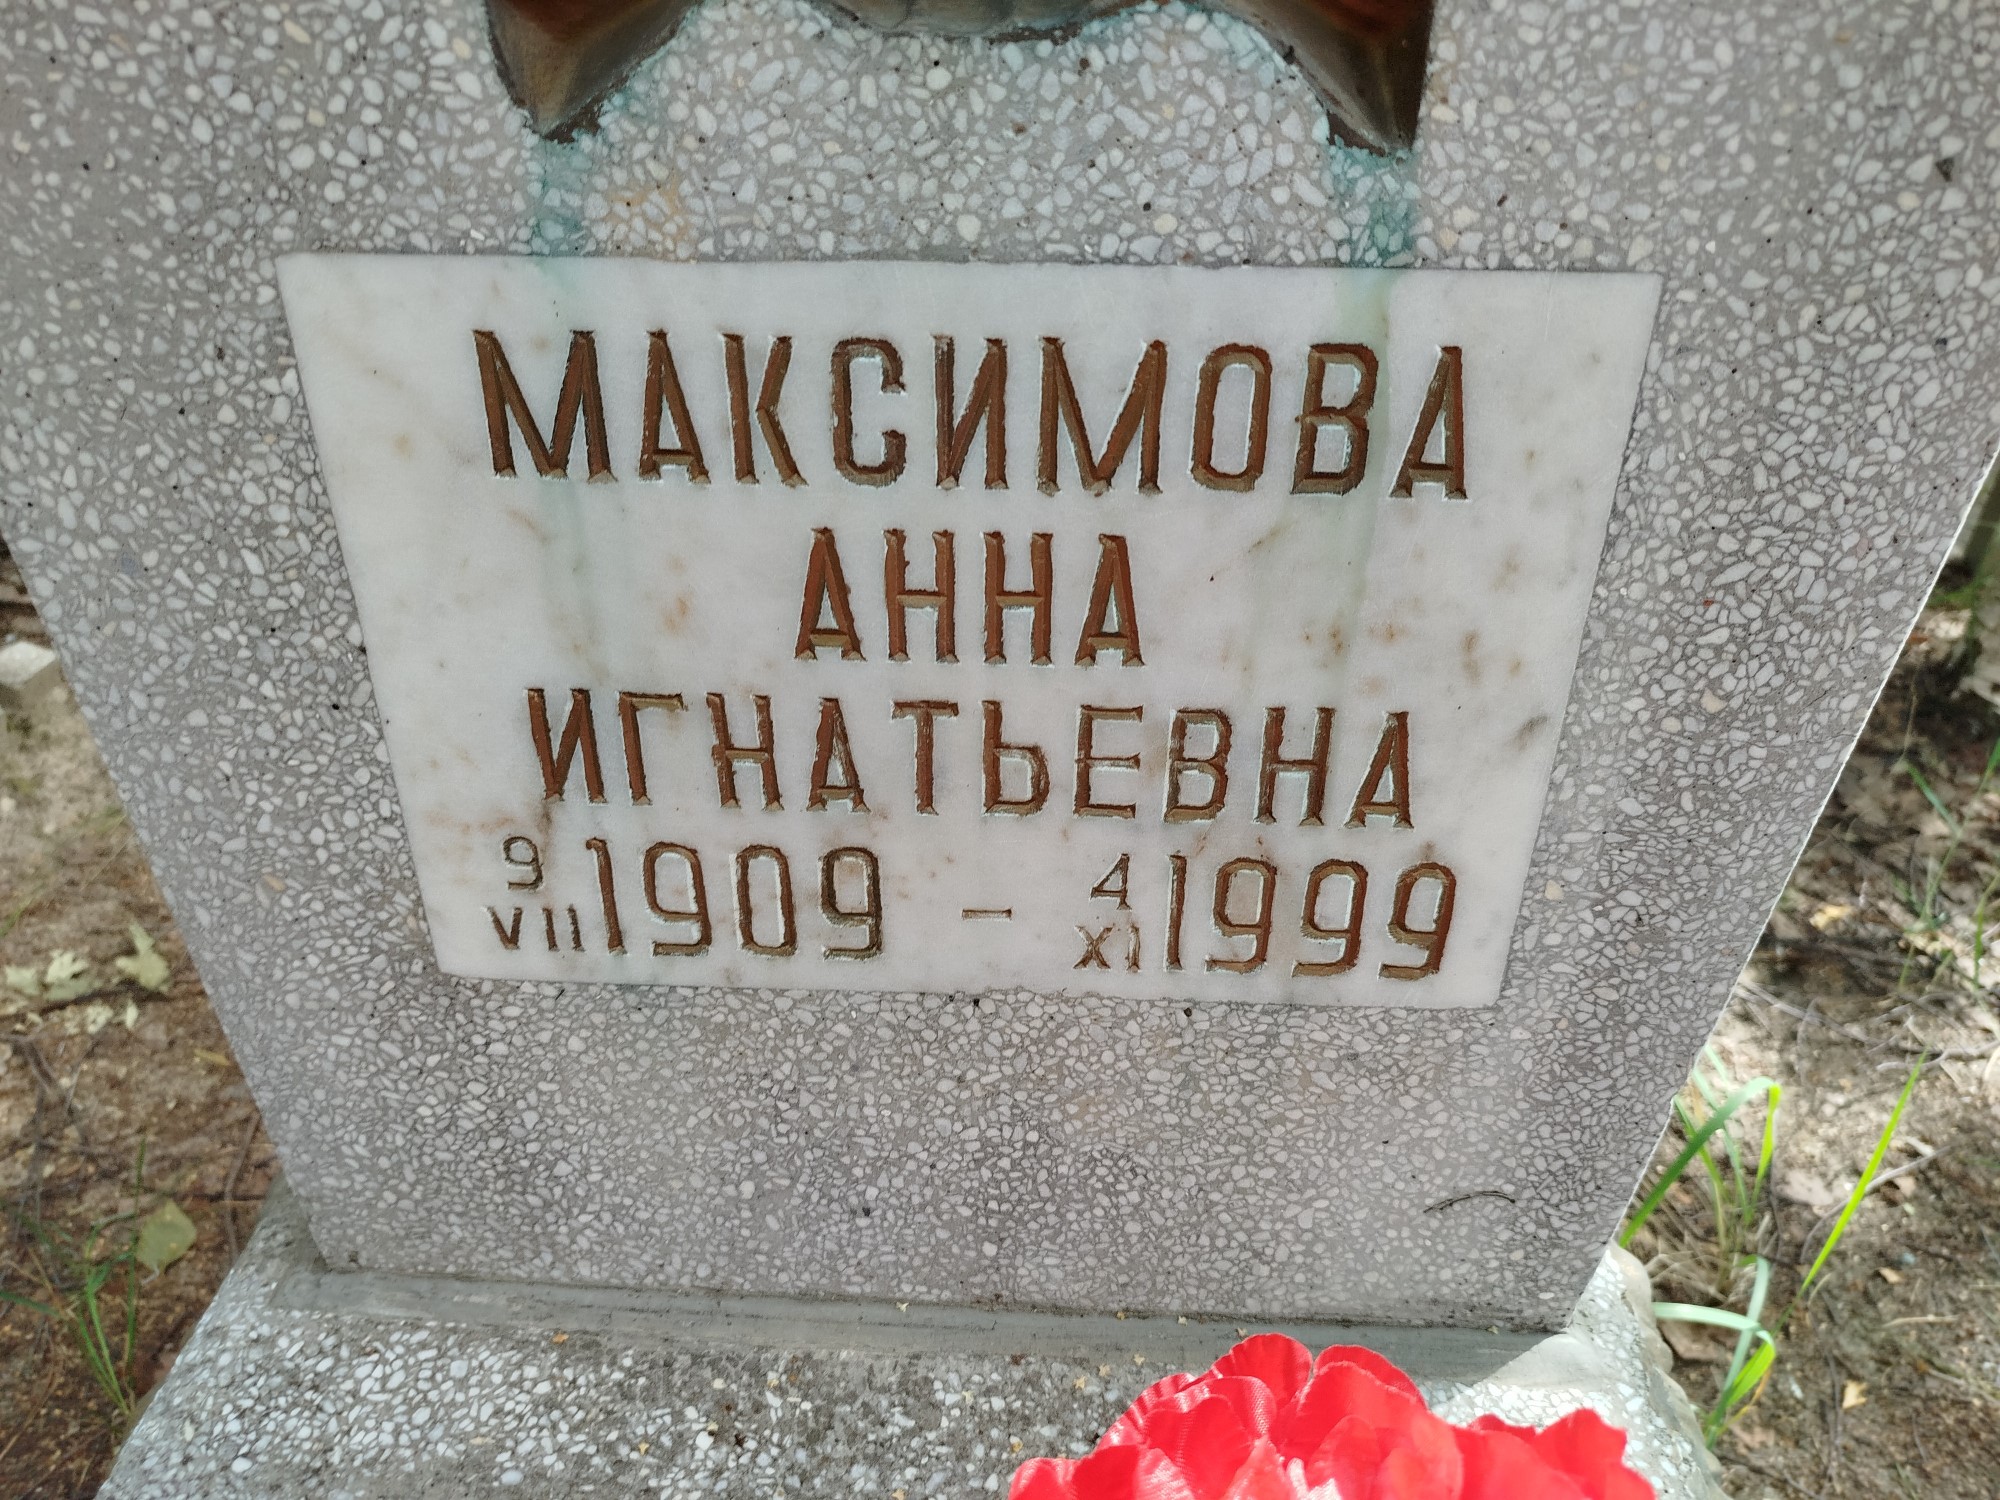 МАКСИМОВА
АННА
ИГНАТЬЕВНА
9 VII 1909 - 4 XI 1999